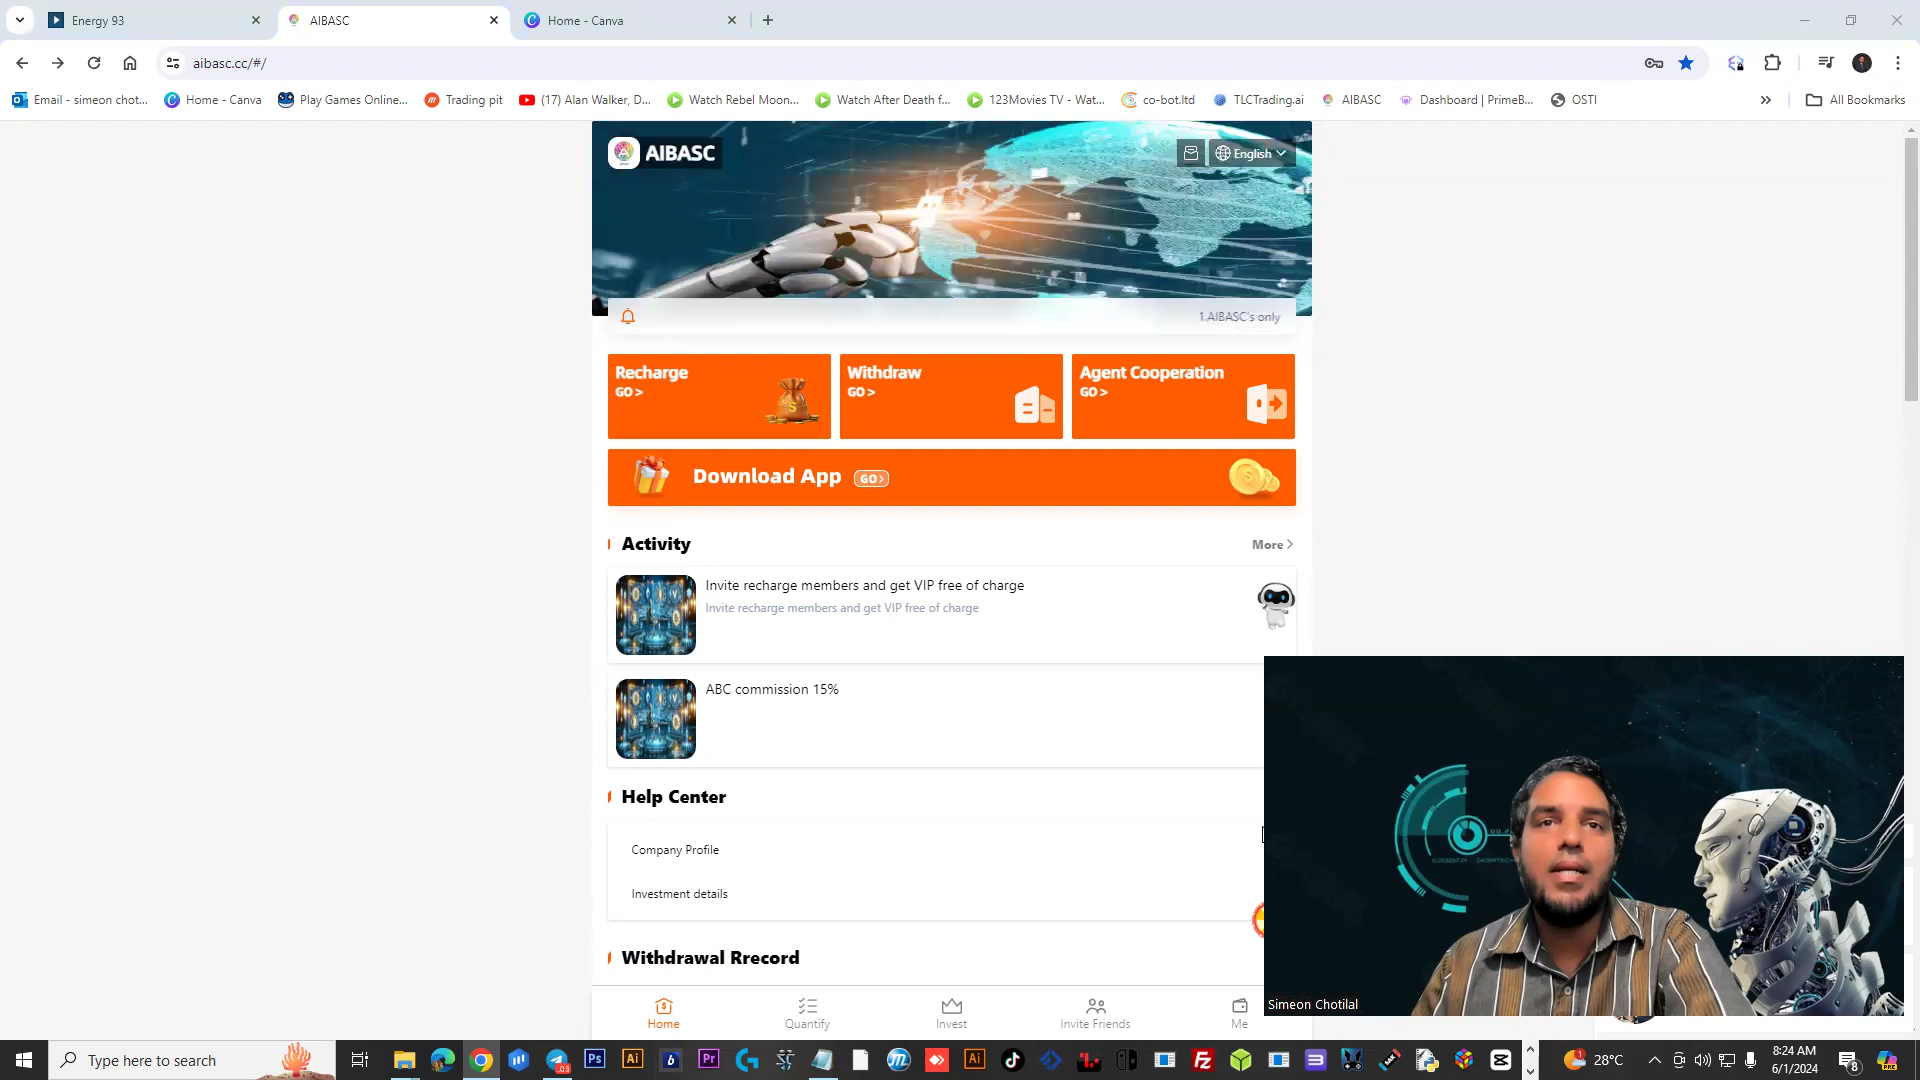 Energy 93
AIBASC
Home - Canva
aibasc.cc/#/
Email - simeon chot...
Home - Canva
Play Games Online...
Trading pit
(17) Alan Walker, D...
Watch Rebel Moon...
Watch After Death f...
123Movies TV - Wat...
co-bot.ltd
TLCTrading.ai
AIBASC
Dashboard | PrimeB...
OSTI
All Bookmarks
AIBASC
English
1.AIBASC's only
Recharge
GO >
Withdraw
GO >
Agent Cooperation
GO >
Download App GO>
Activity
More >
Invite recharge members and get VIP free of charge
Invite recharge members and get VIP free of charge
ABC commission 15%
Help Center
Company Profile
Investment details
Withdrawal Rrecord
Home
Quantify
Invest
Invite Friends
Me
Simeon Chotilal
Type here to search
28°C
8:24 AM
6/1/2024